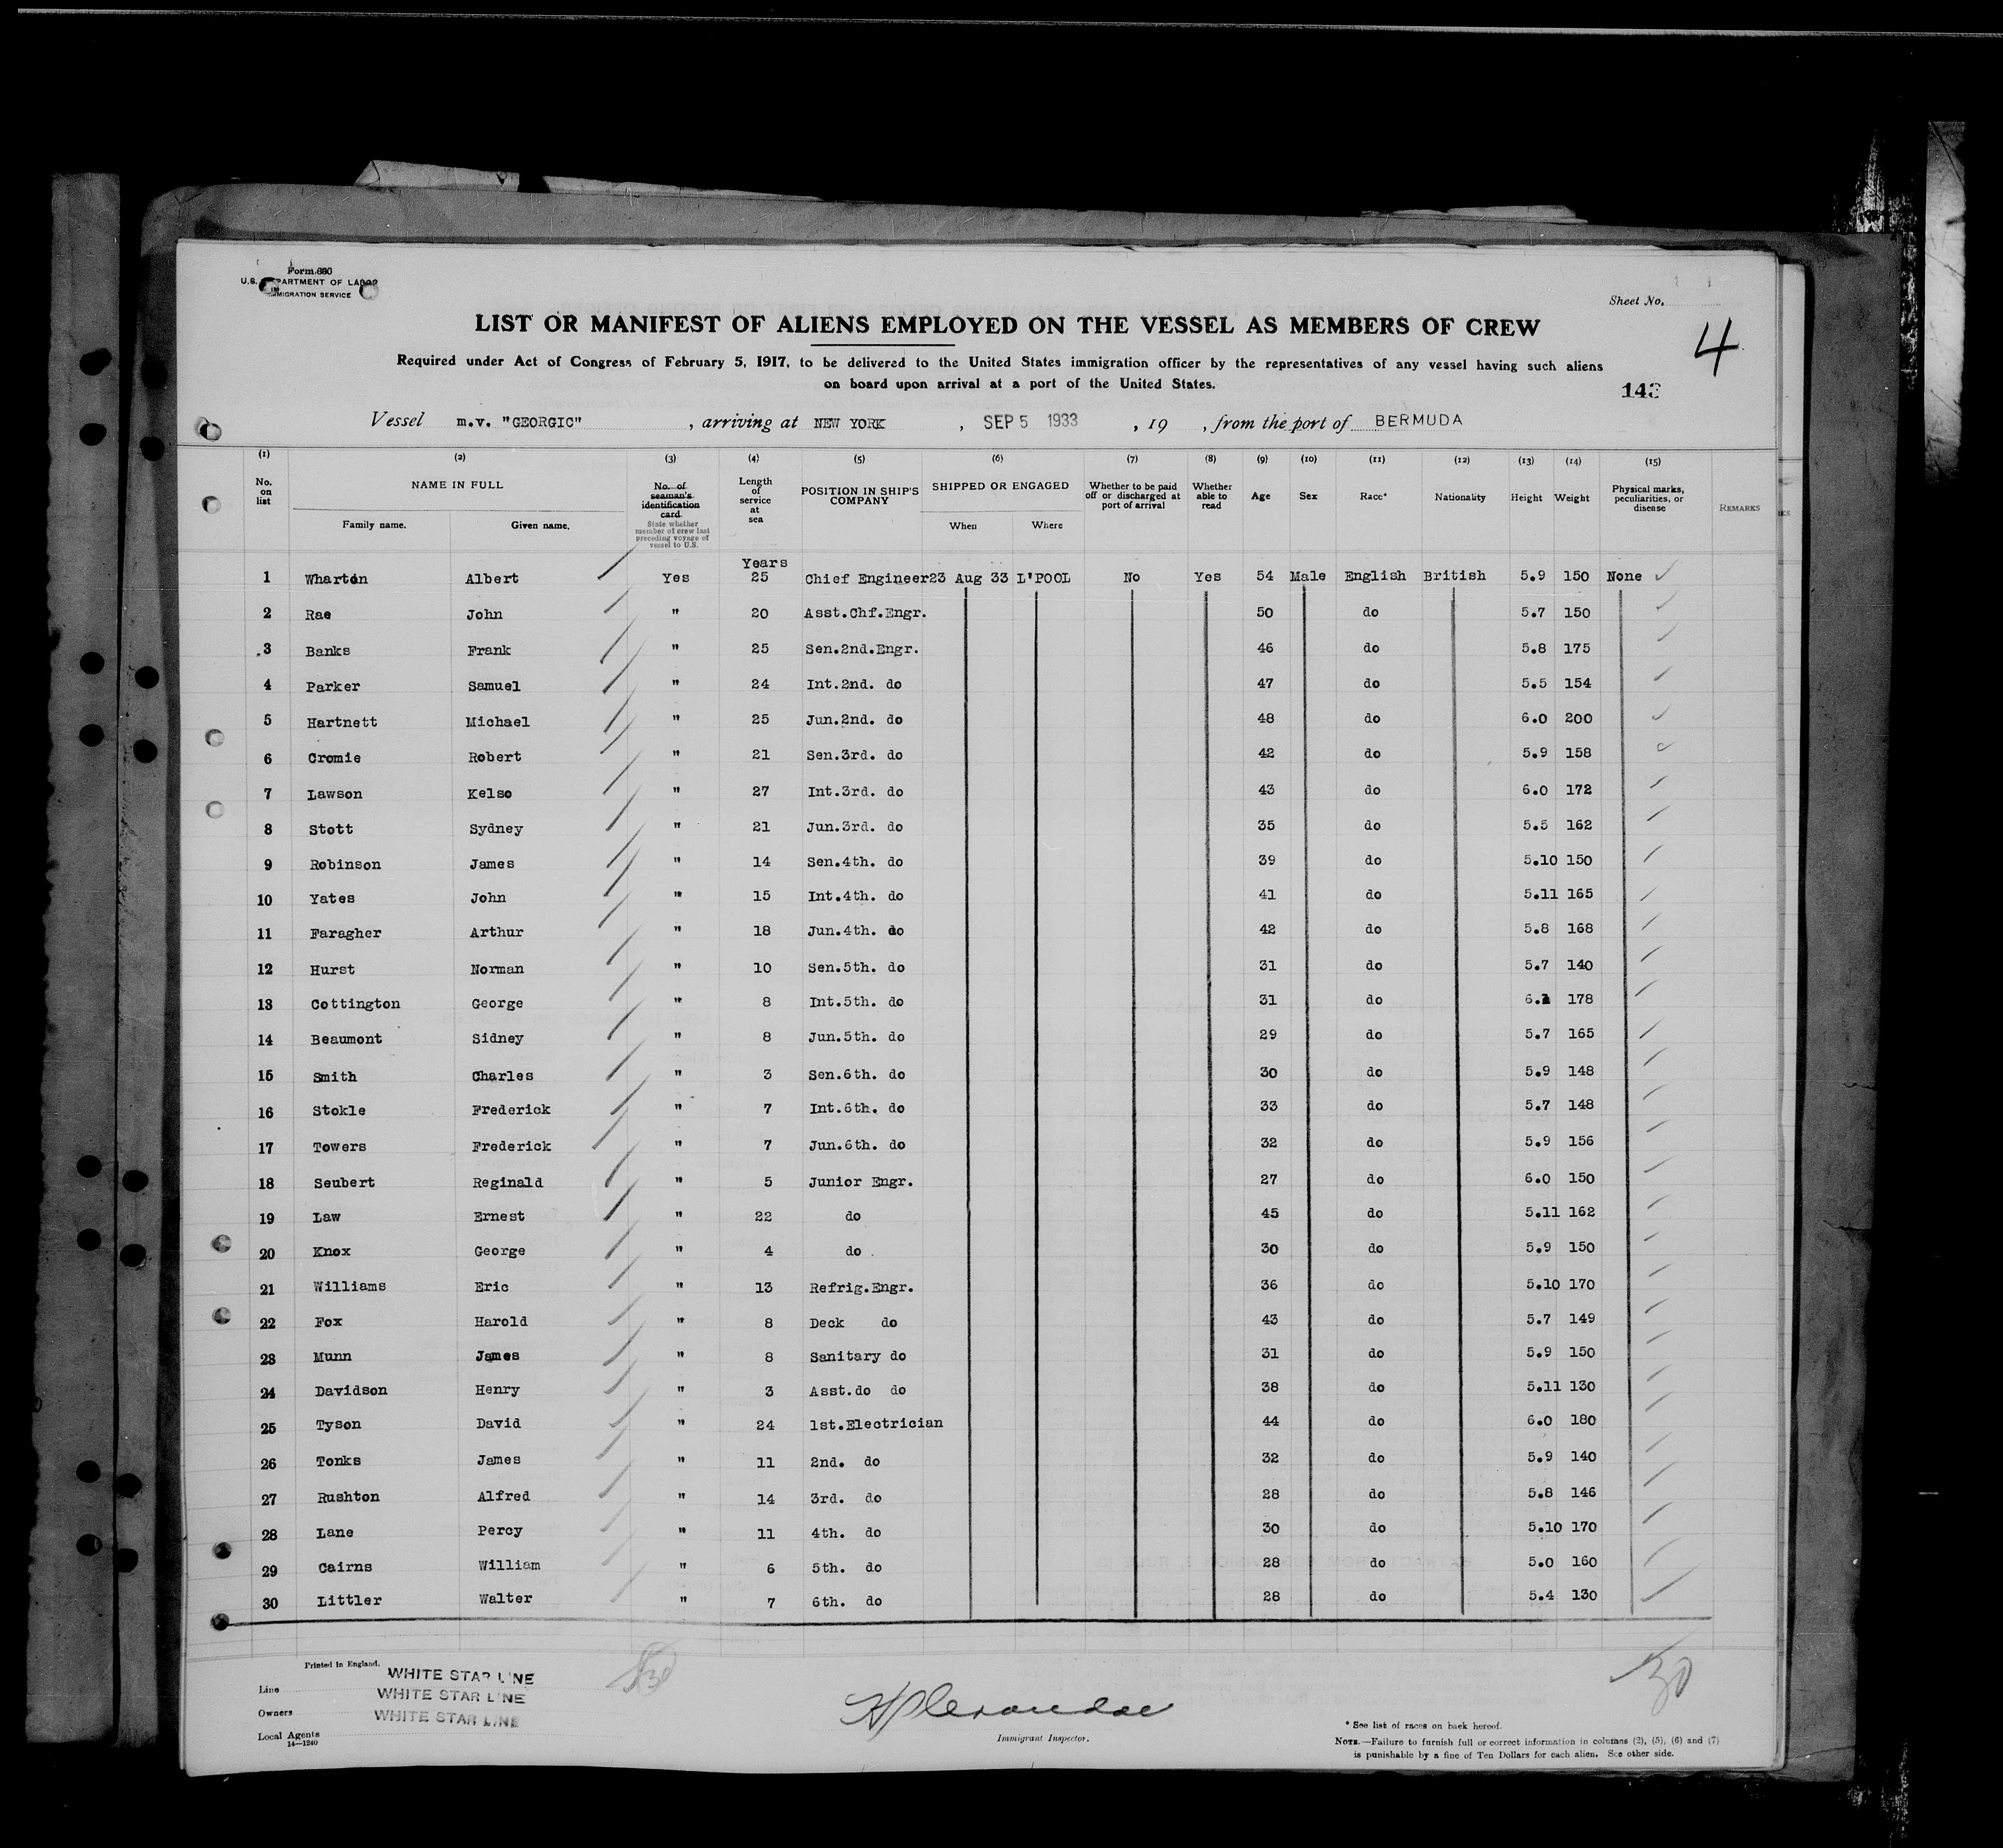 Form 680
U.S. DEPARTMENT OF LABOR
IMMIGRATION SERVICE
Sheet No.
4
LIST OR MANIFEST OF ALIENS EMPLOYED ON THE VESSEL AS MEMBERS OF CREW
Required under Act of Congress of February 5, 1917, to be delivered to the United States immigration officer by the representatives of any vessel having such aliens
on board upon arrival at a port of the United States.
143
Vessel m.v. "GEORGIC", arriving at NEW YORK, SEP 5 1933, 19 , from the port of BERMUDA
(1) (2) (3) (4) (5) (6) (7) (8) (9) (10) (11) (12) (13) (14) (15)
No. on list NAME IN FULL Family name. Given name. No. of seaman's identification card. State whether member of crew last preceding voyage of vessel to U.S. Length of service at sea POSITION IN SHIP'S COMPANY SHIPPED OR ENGAGED When Where Whether to be paid off or discharged at port of arrival Whether able to read Age Sex Race* Nationality Height Weight Physical marks, peculiarities, or disease REMARKS
Years
1 Wharton Albert Yes 25 Chief Engineer 23 Aug 33 L'POOL No Yes 54 Male English British 5.9 150 None
2 Rae John " 20 Asst.Chf.Engr. 50 do 5.7 150
3 Banks Frank " 25 Sen.2nd.Engr. 46 do 5.8 175
4 Parker Samuel " 24 Int.2nd. do 47 do 5.5 154
5 Hartnett Michael " 25 Jun.2nd. do 48 do 6.0 200
6 Cromie Robert " 21 Sen.3rd. do 42 do 5.9 158
7 Lawson Kelso " 27 Int.3rd. do 43 do 6.0 172
8 Stott Sydney " 21 Jun.3rd. do 35 do 5.5 162
9 Robinson James " 14 Sen.4th. do 39 do 5.10 150
10 Yates John " 15 Int.4th. do 41 do 5.11 165
11 Faragher Arthur " 18 Jun.4th. do 42 do 5.8 168
12 Hurst Norman " 10 Sen.5th. do 31 do 5.7 140
13 Cottington George " 8 Int.5th. do 31 do 178
14 Beaumont Sidney " 8 Jun.5th. do 29 do 5.7 165
15 Smith Charles " 3 Sen.6th. do 30 do 5.9 148
16 Stokle Frederick " 7 Int.6th. do 33 do 5.7 148
17 Towers Frederick " 7 Jun.6th. do 32 do 5.9 156
18 Seubert Reginald " 5 Junior Engr. 27 do 6.0 150
19 Law Ernest " 22 do 45 do 5.11 162
20 Knox George " 4 do 30 do 5.9 150
21 Williams Eric " 13 Refrig.Engr. 36 do 5.10 170
22 Fox Harold " 8 Deck do 43 do 5.7 149
23 Munn James " 8 Sanitary do 31 do 5.9 150
24 Davidson Henry " 3 Asst.do do 38 do 5.11 130
25 Tyson David " 24 1st.Electrician 44 do 6.0 180
26 Tonks James " 11 2nd. do 32 do 5.9 140
27 Rushton Alfred " 14 3rd. do 28 do 5.8 146
28 Lane Percy " 11 4th. do 30 do 5.10 170
29 Cairns William " 6 5th. do 28 do 5.0 160
30 Littler Walter " 7 6th. do 28 do 5.4 130
Printed in England.
Line WHITE STAR LINE
Owners WHITE STAR LINE
Local Agents WHITE STAR LINE
14—1240
30
30
Immigrant Inspector.
* See list of races on back hereof.
NOTE.—Failure to furnish full or correct information in columns (2), (5), (6) and (7)
is punishable by a fine of Ten Dollars for each alien. See other side.